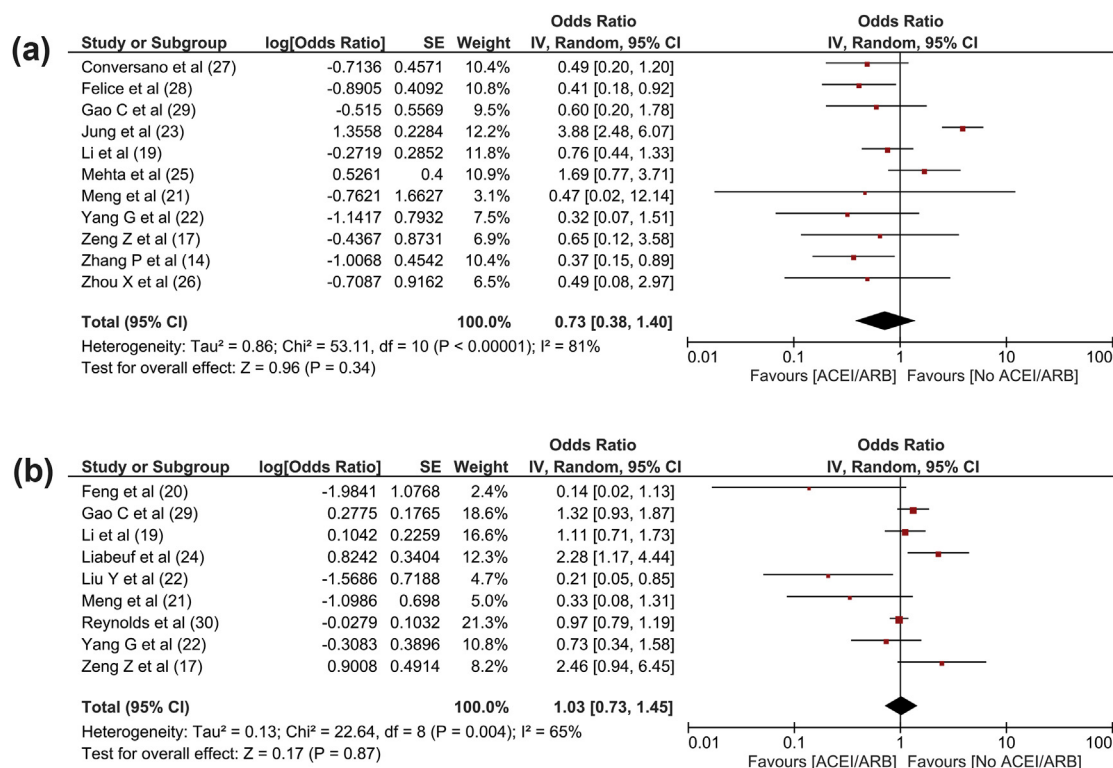 (a)
Odds Ratio Odds Ratio
Study or Subgroup log[Odds Ratio] SE Weight IV, Random, 95% CI IV, Random, 95% CI
Conversano et al (27) -0.7136 0.4571 10.4% 0.49 [0.20, 1.20]
Felice et al (28) -0.8905 0.4092 10.8% 0.41 [0.18, 0.92]
Gao C et al (29) -0.515 0.5569 9.5% 0.60 [0.20, 1.78]
Jung et al (23) 1.3558 0.2284 12.2% 3.88 [2.48, 6.07]
Li et al (19) -0.2719 0.2852 11.8% 0.76 [0.44, 1.33]
Mehta et al (25) 0.5261 0.4 10.9% 1.69 [0.77, 3.71]
Meng et al (21) -0.7621 1.6627 3.1% 0.47 [0.02, 12.14]
Yang G et al (22) -1.1417 0.7932 7.5% 0.32 [0.07, 1.51]
Zeng Z et al (17) -0.4367 0.8731 6.9% 0.65 [0.12, 3.58]
Zhang P et al (14) -1.0068 0.4542 10.4% 0.37 [0.15, 0.89]
Zhou X et al (26) -0.7087 0.9162 6.5% 0.49 [0.08, 2.97]
Total (95% CI) 100.0% 0.73 [0.38, 1.40]
Heterogeneity: Tau² = 0.86; Chi² = 53.11, df = 10 (P < 0.00001); I² = 81%
Test for overall effect: Z = 0.96 (P = 0.34)
0.01 0.1 1 10 100
Favours [ACEI/ARB] Favours [No ACEI/ARB]
(b)
Odds Ratio Odds Ratio
Study or Subgroup log[Odds Ratio] SE Weight IV, Random, 95% CI IV, Random, 95% CI
Feng et al (20) -1.9841 1.0768 2.4% 0.14 [0.02, 1.13]
Gao C et al (29) 0.2775 0.1765 18.6% 1.32 [0.93, 1.87]
Li et al (19) 0.1042 0.2259 16.6% 1.11 [0.71, 1.73]
Liabeuf et al (24) 0.8242 0.3404 12.3% 2.28 [1.17, 4.44]
Liu Y et al (22) -1.5686 0.7188 4.7% 0.21 [0.05, 0.85]
Meng et al (21) -1.0986 0.698 5.0% 0.33 [0.08, 1.31]
Reynolds et al (30) -0.0279 0.1032 21.3% 0.97 [0.79, 1.19]
Yang G et al (22) -0.3083 0.3896 10.8% 0.73 [0.34, 1.58]
Zeng Z et al (17) 0.9008 0.4914 8.2% 2.46 [0.94, 6.45]
Total (95% CI) 100.0% 1.03 [0.73, 1.45]
Heterogeneity: Tau² = 0.13; Chi² = 22.64, df = 8 (P = 0.004); I² = 65%
Test for overall effect: Z = 0.17 (P = 0.87)
0.01 0.1 1 10 100
Favours [ACEI/ARB] Favours [No ACEI/ARB]